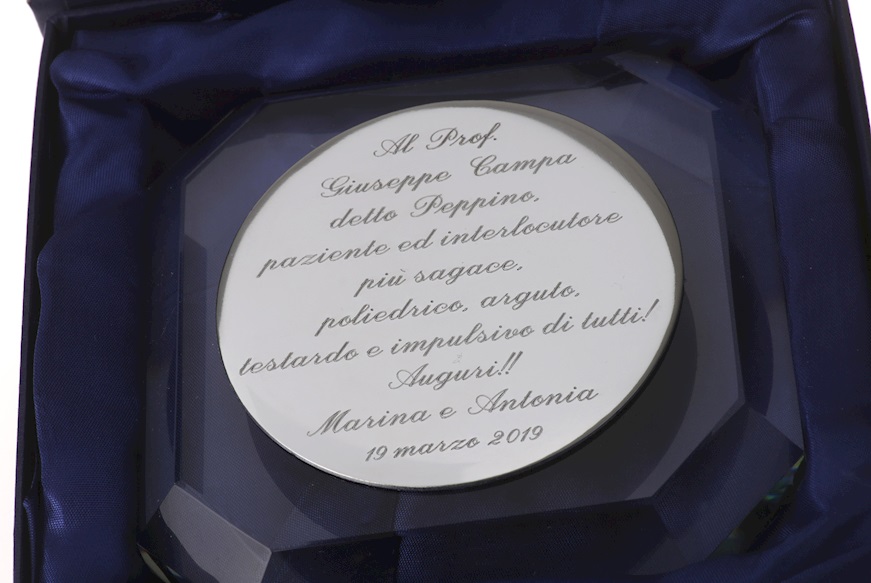 Al Prof.
Giuseppe Campa
detto Peppino,
paziente ed interlocutore
più sagace,
poliedrico, arguto,
testardo e impulsivo di tutti!
Auguri!!
Marina e Antonia
19 marzo 2019